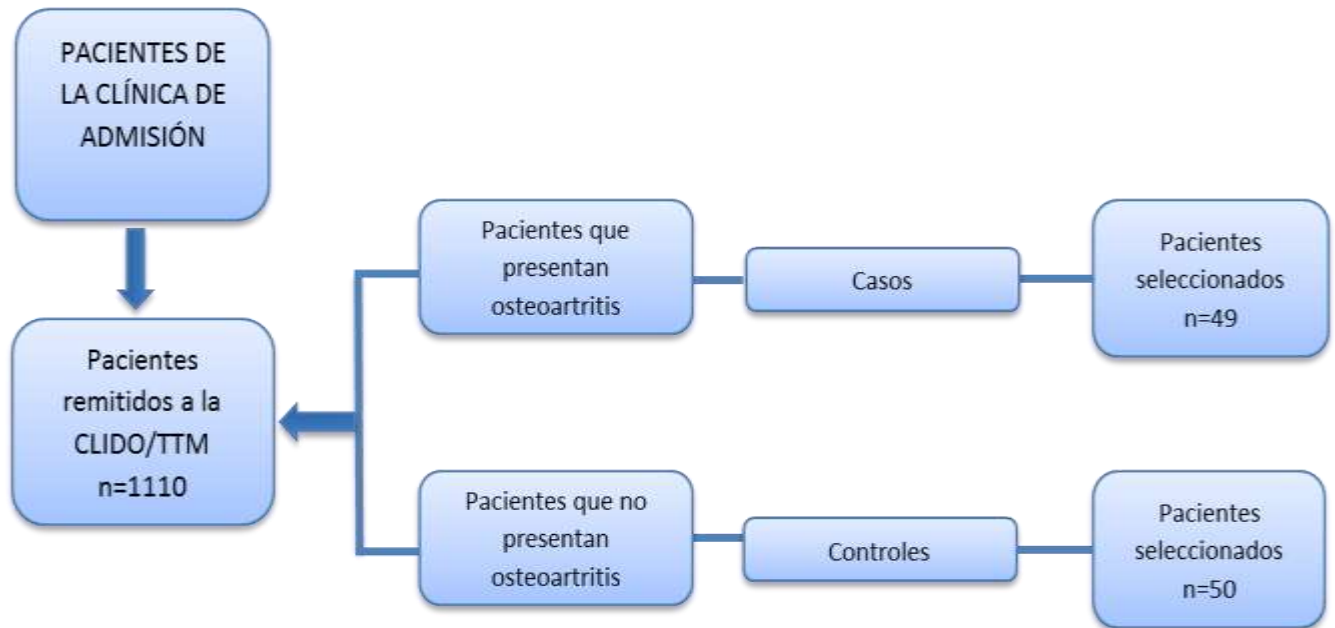 PACIENTES DE
LA CLÍNICA DE
ADMISIÓN
Pacientes
remitidos a la
CLIDO/TTM
n=1110
Pacientes que
presentan
osteoartritis
Casos
Pacientes
seleccionados
n=49
Pacientes que no
presentan
osteoartritis
Controles
Pacientes
seleccionados
n=50